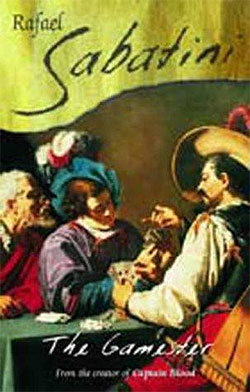 Rafael
Sabatini
The Gamester
From the creator of Captain Blood